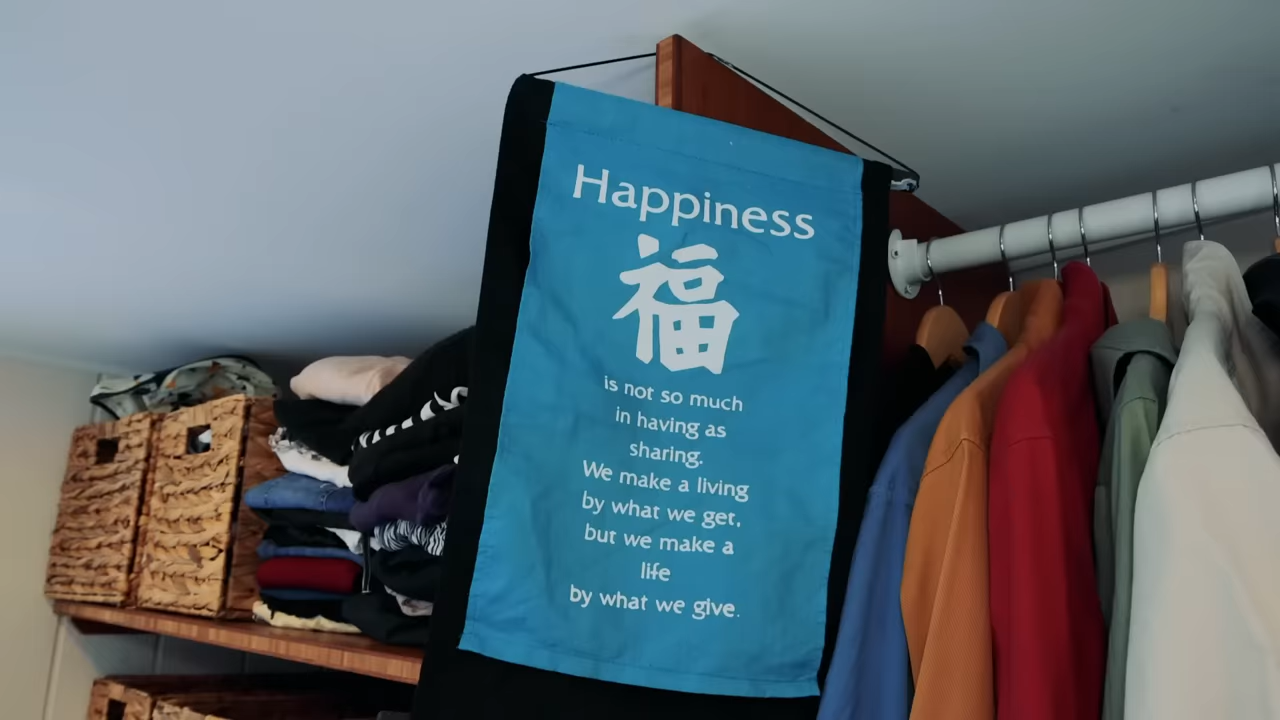 Happiness
福
is not so much
in having as
sharing.
We make a living
by what we get,
but we make a
life
by what we give.